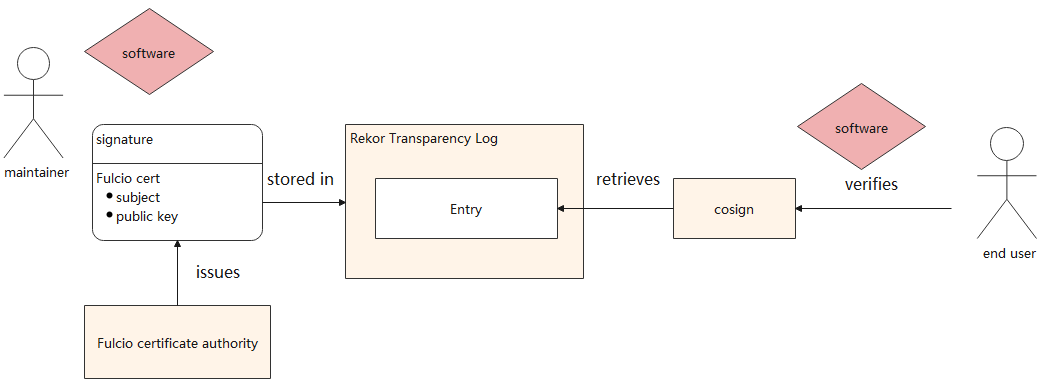 software
maintainer
signature
Fulcio cert
subject
public key
stored in
issues
Fulcio certificate authority
Rekor Transparency Log
Entry
retrieves
cosign
software
verifies
end user